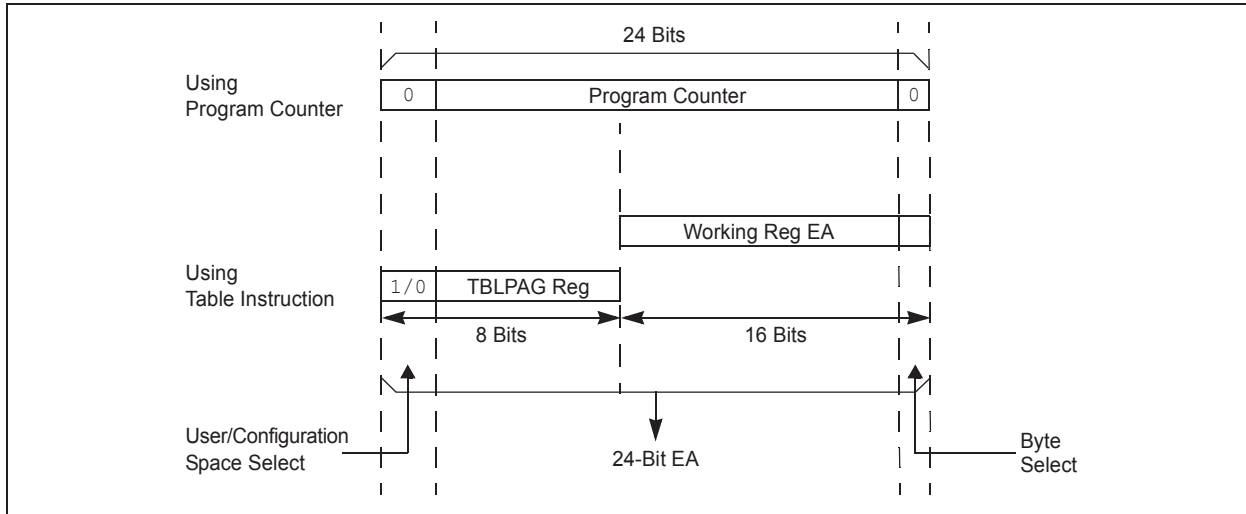 24 Bits
Using
Program Counter
0
Program Counter
0
Working Reg EA
Using
Table Instruction
1/0
TBLPAG Reg
8 Bits
16 Bits
User/Configuration
Space Select
24-Bit EA
Byte
Select